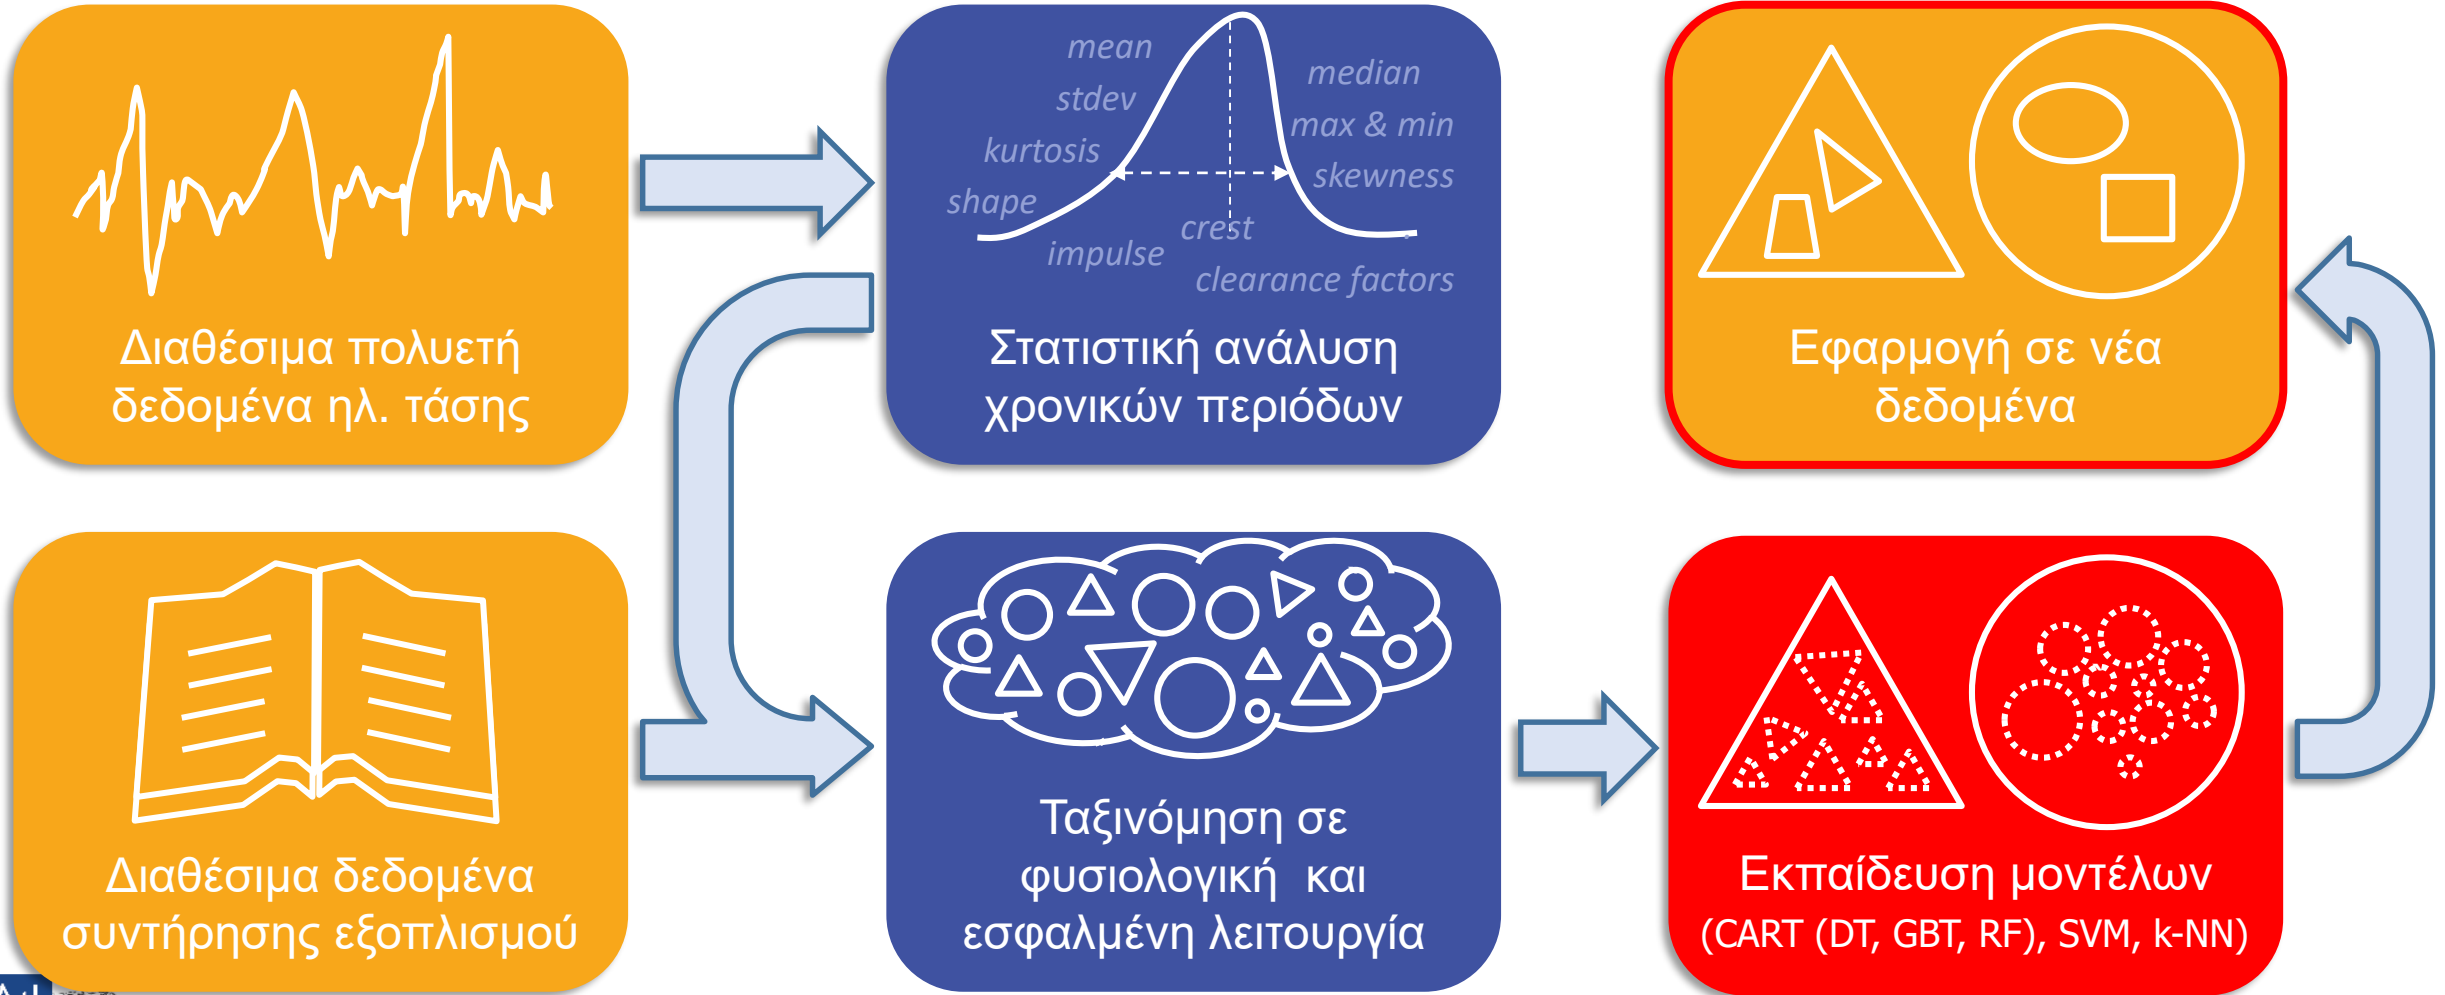 Διαθέσιμα πολυετή
δεδομένα ηλ. τάσης
mean
stdev
kurtosis
shape
impulse
crest
median
max & min
skewness
clearance factors
Στατιστική ανάλυση
χρονικών περιόδων
Εφαρμογή σε νέα
δεδομένα
Διαθέσιμα δεδομένα
συντήρησης εξοπλισμού
Ταξινόμηση σε
φυσιολογική  και
εσφαλμένη λειτουργία
Εκπαίδευση μοντέλων
(CART (DT, GBT, RF), SVM, k-NN)